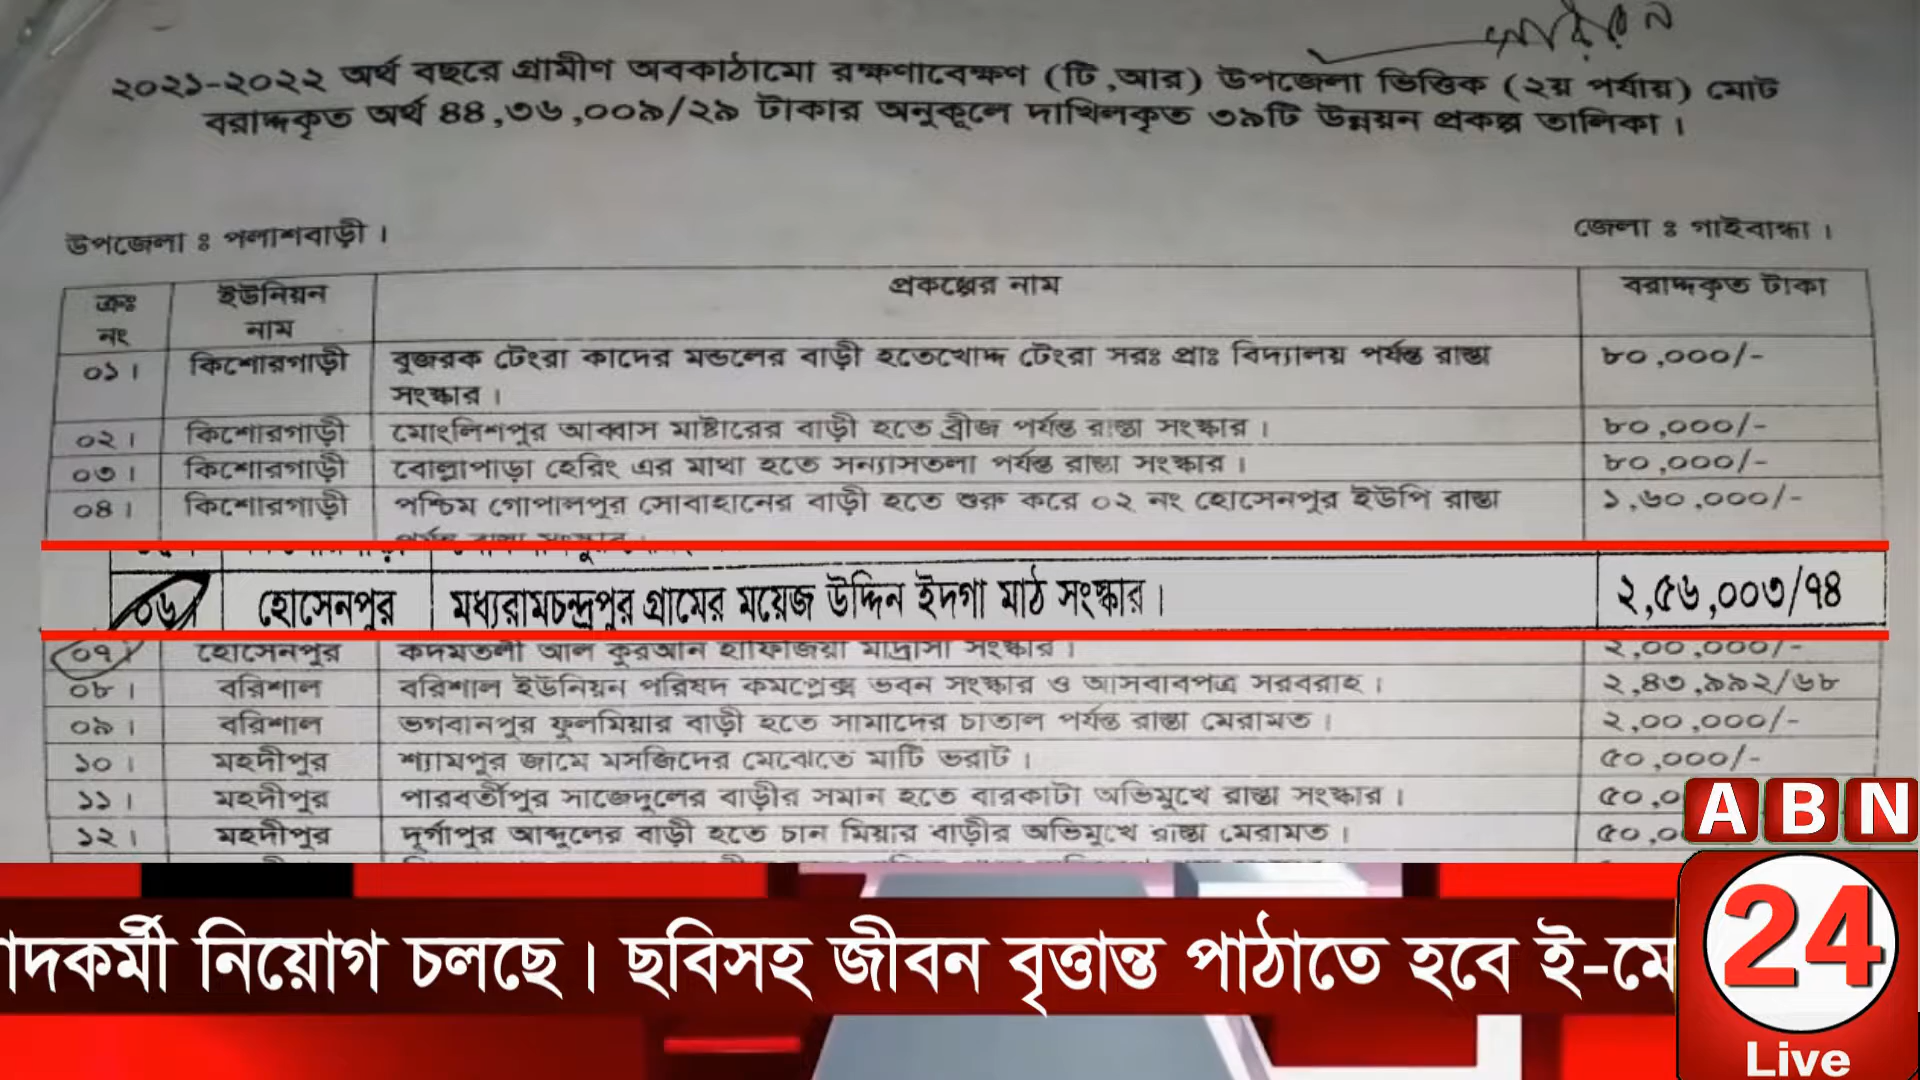 ২০২১-২০২২ অর্থ বছরে গ্রামীণ অবকাঠামো রক্ষণাবেক্ষণ (টি,আর) উপজেলা ভিত্তিক (২য় পর্যায়) মোট
বরাদ্দকৃত অর্থ ৪৪,৩৬,০০৯/২৯ টাকার অনুকূলে দাখিলকৃত ৩৯টি উন্নয়ন প্রকল্প তালিকা।
উপজেলা ঃ পলাশবাড়ী। জেলা ঃ গাইবান্ধা।
ক্রঃ নং ইউনিয়ন নাম প্রকল্পের নাম বরাদ্দকৃত টাকা
০১। কিশোরগাড়ী বুজরক টেংরা কাদের মন্ডলের বাড়ী হতেখোদ্দ টেংরা সরঃ প্রাঃ বিদ্যালয় পর্যন্ত রাস্তা ৮০,০০০/-
সংস্কার।
০২। কিশোরগাড়ী মোংলিশপুর আব্বাস মাষ্টারের বাড়ী হতে ব্রীজ পর্যন্ত রাস্তা সংস্কার। ৮০,০০০/-
০৩। কিশোরগাড়ী বোল্লাপাড়া হেরিং এর মাথা হতে সন্যাসতলা পর্যন্ত রাস্তা সংস্কার। ৮০,০০০/-
০৪। কিশোরগাড়ী পশ্চিম গোপালপুর সোবাহানের বাড়ী হতে শুরু করে ০২ নং হোসেনপুর ইউপি রাস্তা ১,৬০,০০০/-
০৬ হোসেনপুর মধ্যরামচন্দ্রপুর গ্রামের ময়েজ উদ্দিন ইদগা মাঠ সংস্কার। ২,৫৬,০০৩/৭৪
০৭। হোসেনপুর কদমতলী আল কুরআন হাফিজিয়া মাদ্রাসা সংস্কার। ২,০০,০০০/-
০৮। বরিশাল বরিশাল ইউনিয়ন পরিষদ কমপ্লেক্স ভবন সংস্কার ও আসবাবপত্র সরবরাহ। ২,৪৩,৯৯২/৬৮
০৯। বরিশাল ভগবানপুর ফুলমিয়ার বাড়ী হতে সামাদের চাতাল পর্যন্ত রাস্তা মেরামত। ২,০০,০০০/-
১০। মহদীপুর শ্যামপুর জামে মসজিদের মেঝেতে মাটি ভরাট। ৫০,০০০/-
১১। মহদীপুর পারবর্তীপুর সাজেদুলের বাড়ীর সমান হতে বারকাটা অভিমুখে রাস্তা সংস্কার। ৫০,০
১২। মহদীপুর দূর্গাপুর আব্দুলের বাড়ী হতে চান মিয়ার বাড়ীর অভিমুখে রাস্তা মেরামত। ৫০,০
ABN
24
Live
াদকর্মী নিয়োগ চলছে। ছবিসহ জীবন বৃত্তান্ত পাঠাতে হবে ই-মে